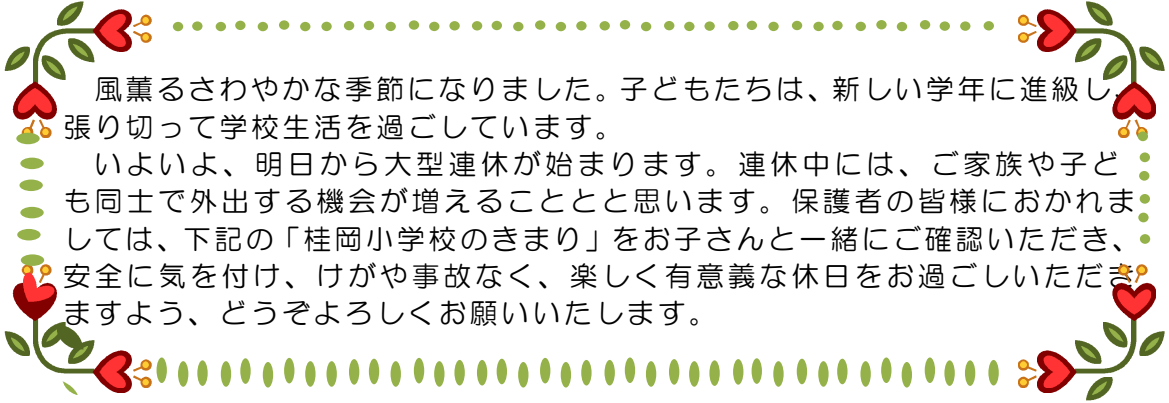 風薫るさわやかな季節になりました。子どもたちは、新しい学年に進級し、
張り切って学校生活を過ごしています。
いよいよ、明日から大型連休が始まります。連休中には、ご家族や子ど
も同士で外出する機会が増えることとと思います。保護者の皆様におかれま
しては、下記の「桂岡小学校のきまり」をお子さんと一緒にご確認いただき、
安全に気を付け、けがや事故なく、楽しく有意義な休日をお過ごしいただき
ますよう、どうぞよろしくお願いいたします。